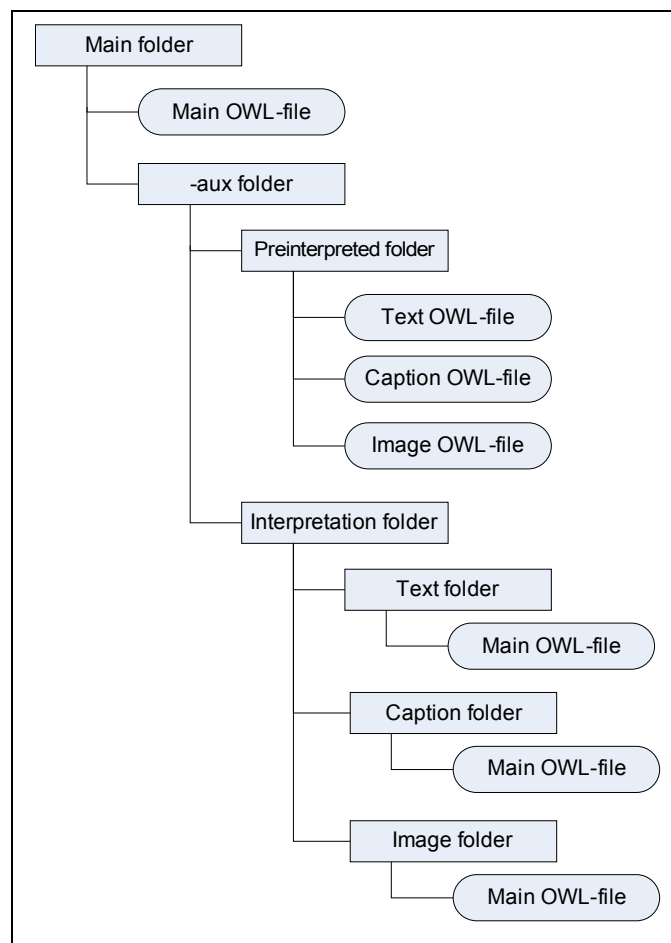 Main folder
Main OWL-file
-aux folder
Preinterpreted folder
Text OWL-file
Caption OWL-file
Image OWL-file
Interpretation folder
Text folder
Main OWL-file
Caption folder
Main OWL-file
Image folder
Main OWL-file